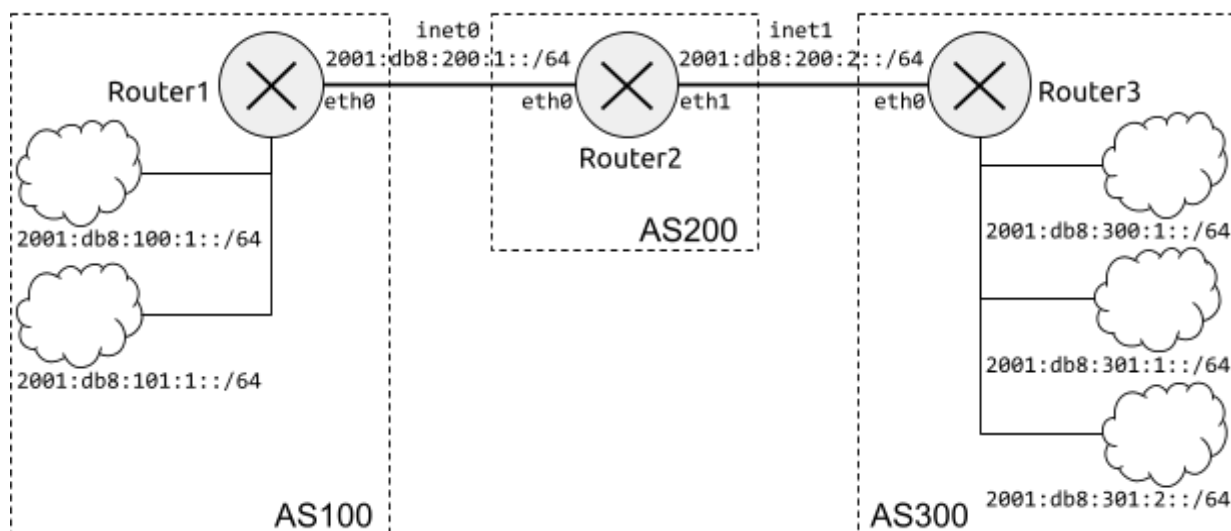 inet0
inet1
2001:db8:200:1::/64
2001:db8:200:2::/64
Router1
eth0
eth0
eth1
eth0
Router3
Router2
2001:db8:100:1::/64
AS200
2001:db8:300:1::/64
2001:db8:101:1::/64
2001:db8:301:1::/64
2001:db8:301:2::/64
AS100
AS300